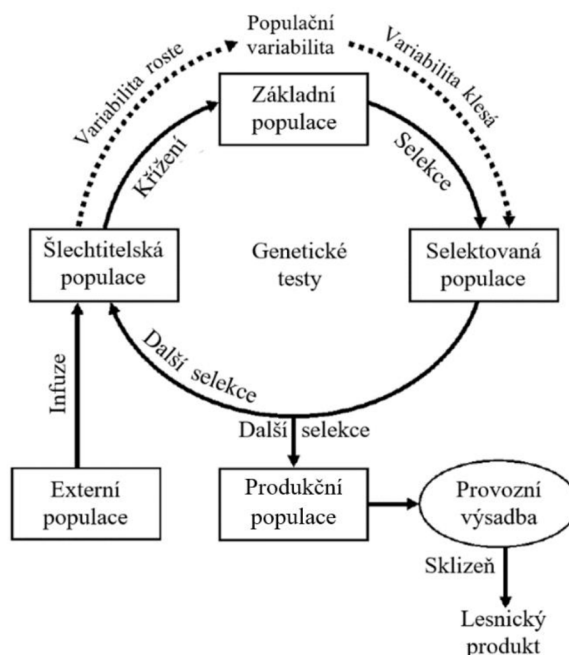 Populační
variabilita
Variabilita roste
Variabilita klesá
Základní
populace
Křížení
Selekce
Šlechtitelská
populace
Genetické
testy
Selektovaná
populace
Další selekce
Infuze
Další selekce
Externí
populace
Produkční
populace
Provozní
výsadba
Sklizeň
Lesnický
produkt